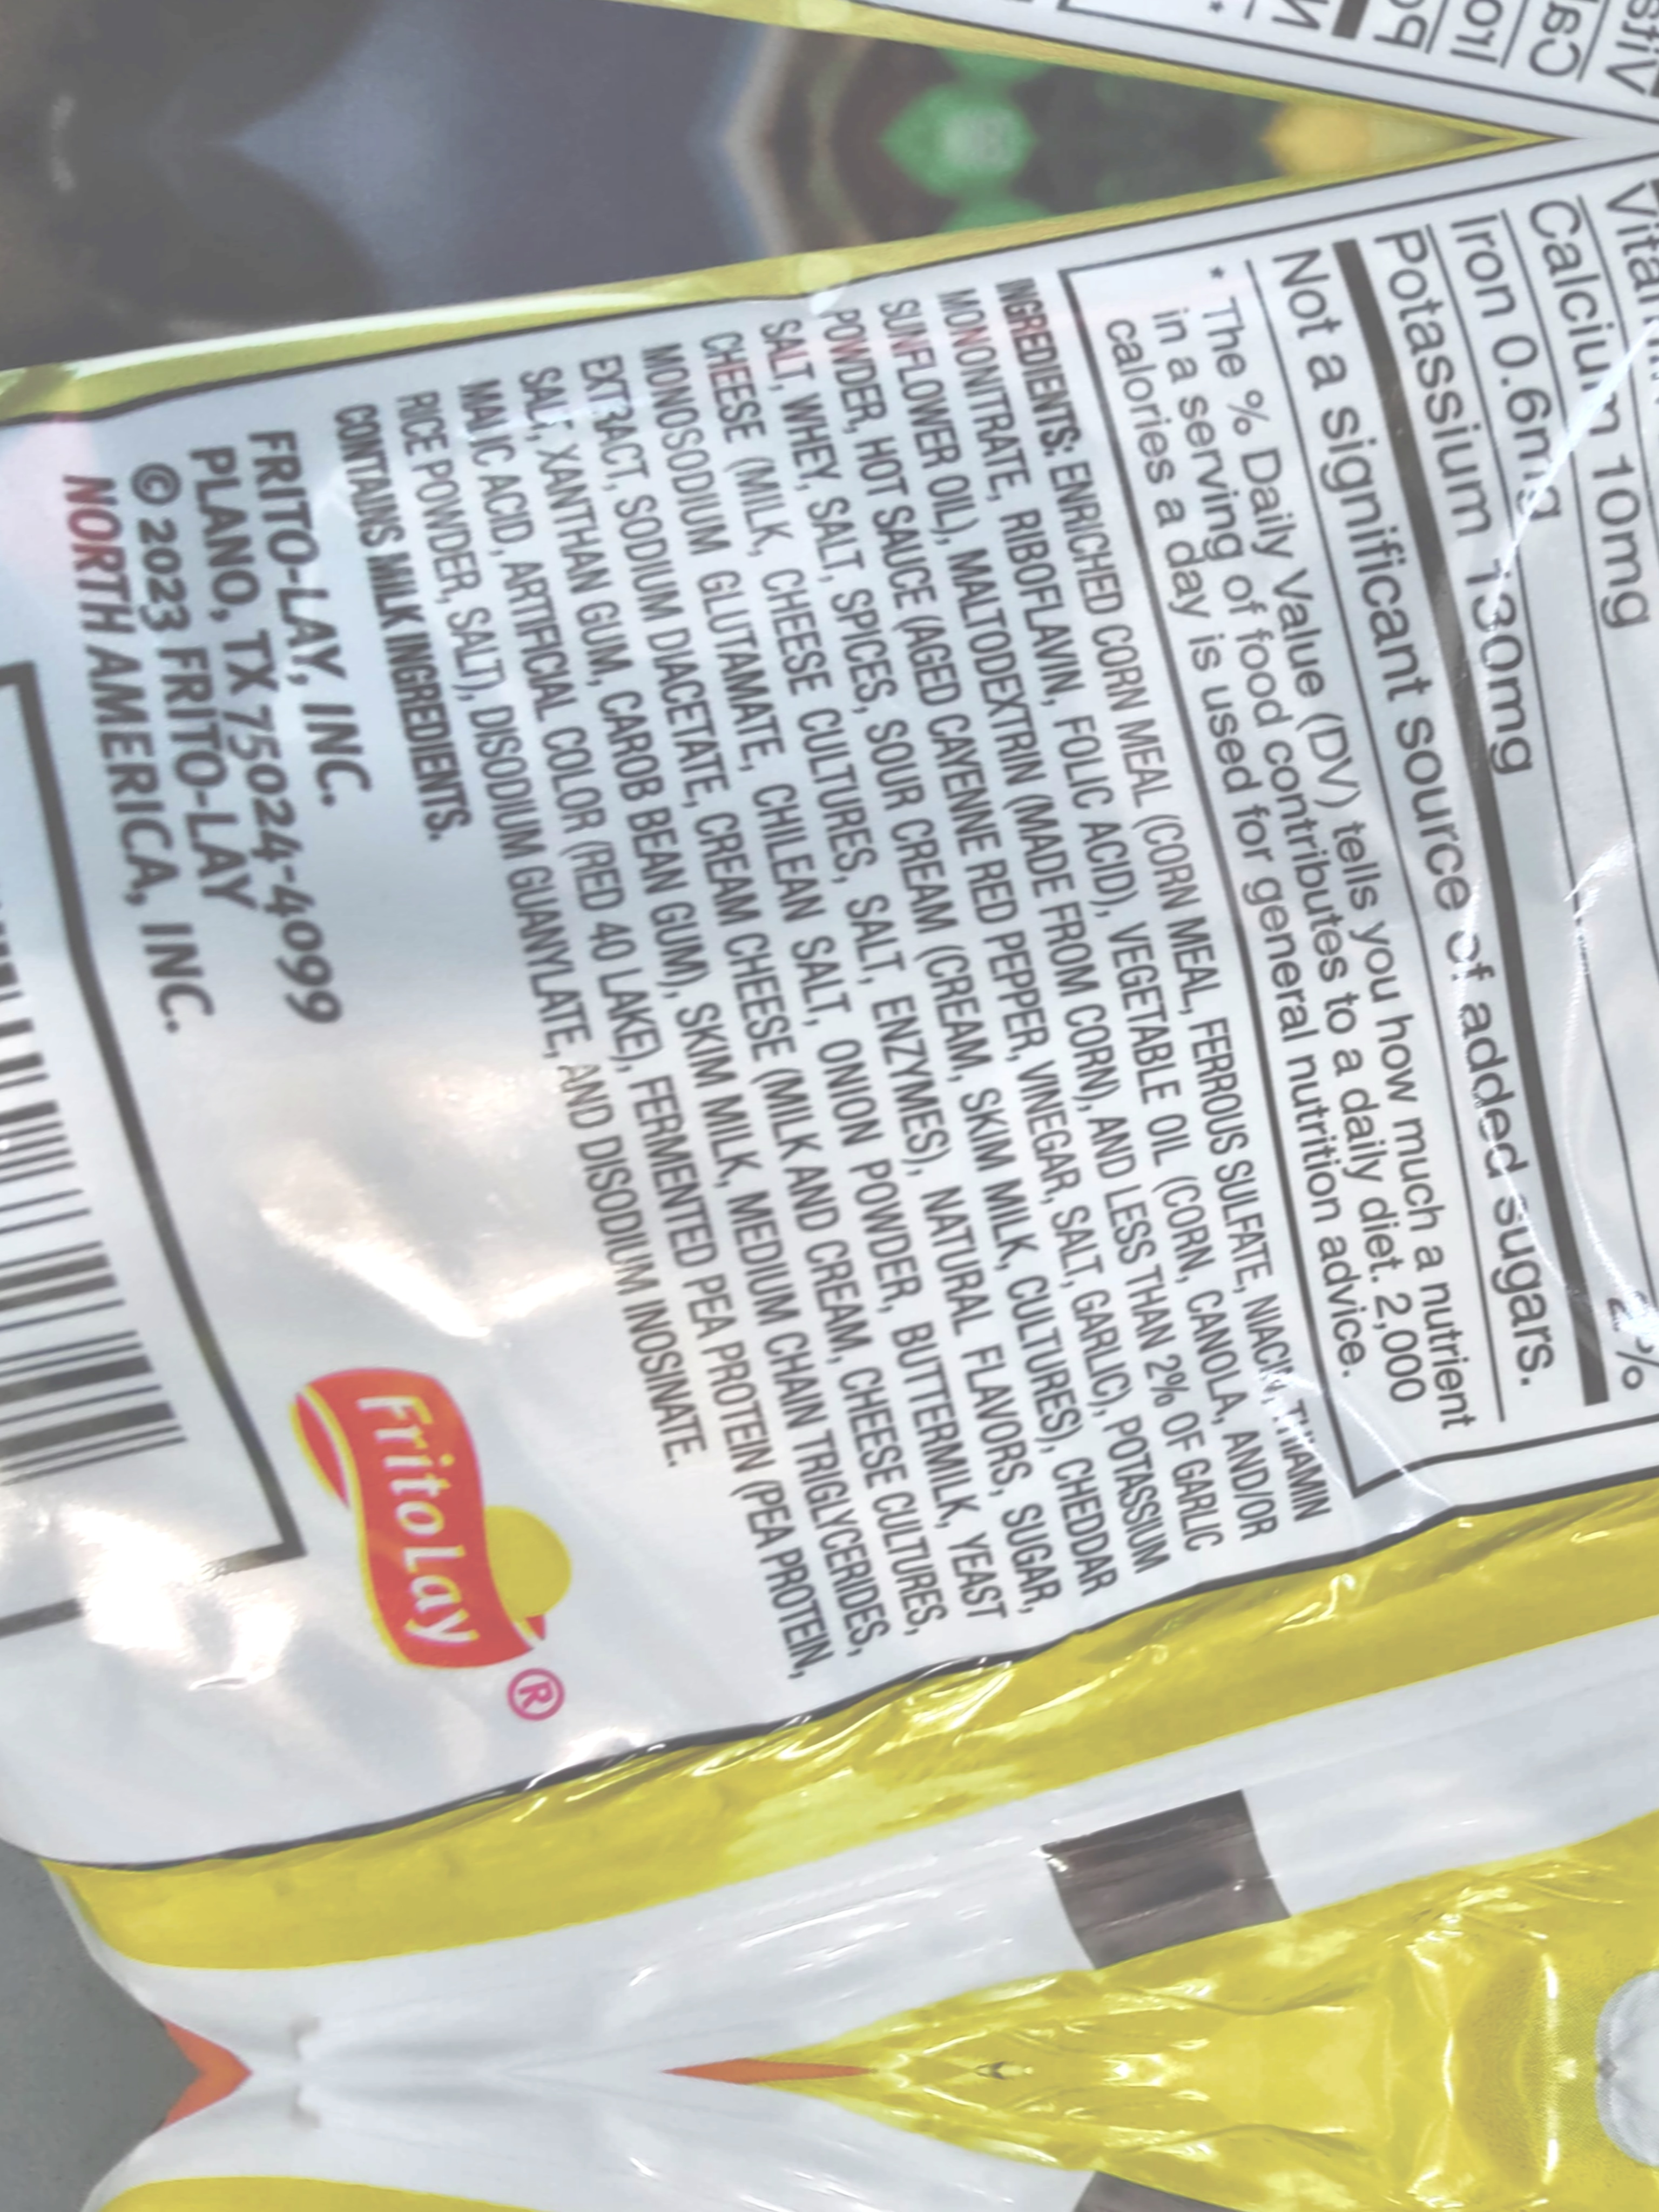 Calcium 10mg
Iron 0.6mg
2%
Potassium 130mg
Not a significant source of added sugars.
* The % Daily Value (DV) tells you how much a nutrient
in a serving of food contributes to a daily diet. 2,000
calories a day is used for general nutrition advice.
INGREDIENTS: ENRICHED CORN MEAL (CORN MEAL, FERROUS SULFATE, NIACIN, THIAMIN
MONONITRATE, RIBOFLAVIN, FOLIC ACID), VEGETABLE OIL (CORN, CANOLA, AND/OR
SUNFLOWER OIL), MALTODEXTRIN (MADE FROM CORN), AND LESS THAN 2% OF GARLIC
POWDER, HOT SAUCE (AGED CAYENNE RED PEPPER, VINEGAR, SALT, GARLIC), POTASSIUM
SALT, WHEY, SALT, SPICES, SOUR CREAM (CREAM, SKIM MILK, CULTURES), CHEDDAR
CHEESE (MILK, CHEESE CULTURES, SALT, ENZYMES), NATURAL FLAVORS, SUGAR,
MONOSODIUM GLUTAMATE, CHILEAN SALT, ONION POWDER, BUTTERMILK, YEAST
EXTRACT, SODIUM DIACETATE, CREAM CHEESE (MILK AND CREAM, CHEESE CULTURES,
SALT, XANTHAN GUM, CAROB BEAN GUM), SKIM MILK, MEDIUM CHAIN TRIGLYCERIDES,
MALIC ACID, ARTIFICIAL COLOR (RED 40 LAKE), FERMENTED PEA PROTEIN (PEA PROTEIN,
RICE POWDER, SALT), DISODIUM GUANYLATE, AND DISODIUM INOSINATE.
CONTAINS MILK INGREDIENTS.
FRITO-LAY, INC.
PLANO, TX 75024-4099
© 2023 FRITO-LAY
NORTH AMERICA, INC.
Frito Lay ®